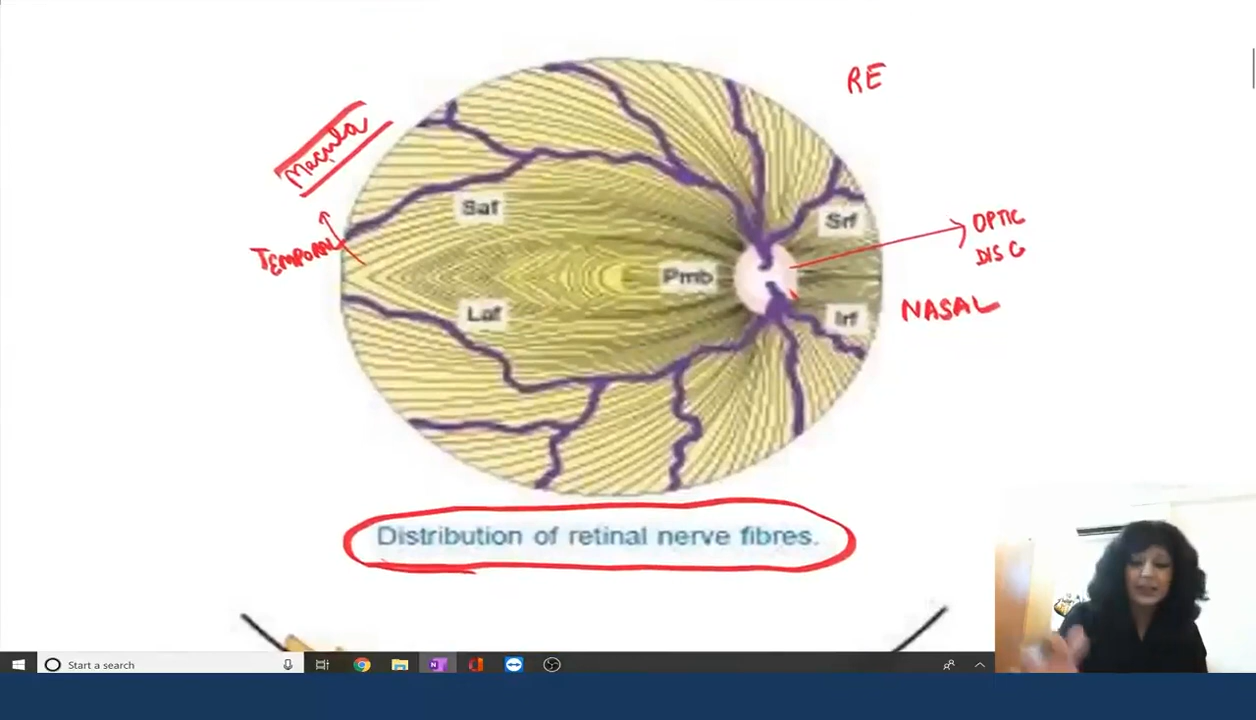 RE
Macula
TEMPORAL
Saf
Srf
OPTIC
DISC
Pmb
NASAL
Laf
Irf
Distribution of retinal nerve fibres.
Start a search